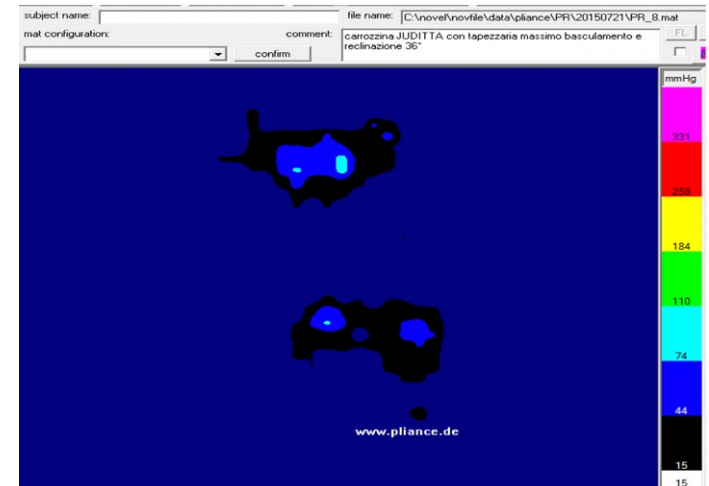 subject name:
file name: C:\novel\novfile\data\pliance\PR\20150721\PR_8.mat
mat configuration:
comment: carrozzina JUDITTA con tapezzaria massimo basculamento e
reclinazione 36°
FL
confirm
mmHg
331
258
184
110
74
44
15
15
www.pliance.de